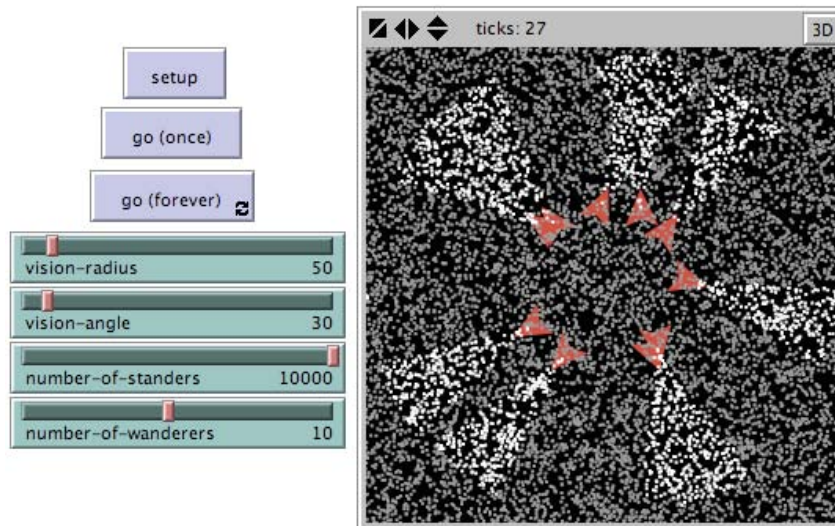 ticks: 27
3D
setup
go (once)
go (forever)
vision-radius 50
vision-angle 30
number-of-standers 10000
number-of-wanderers 10